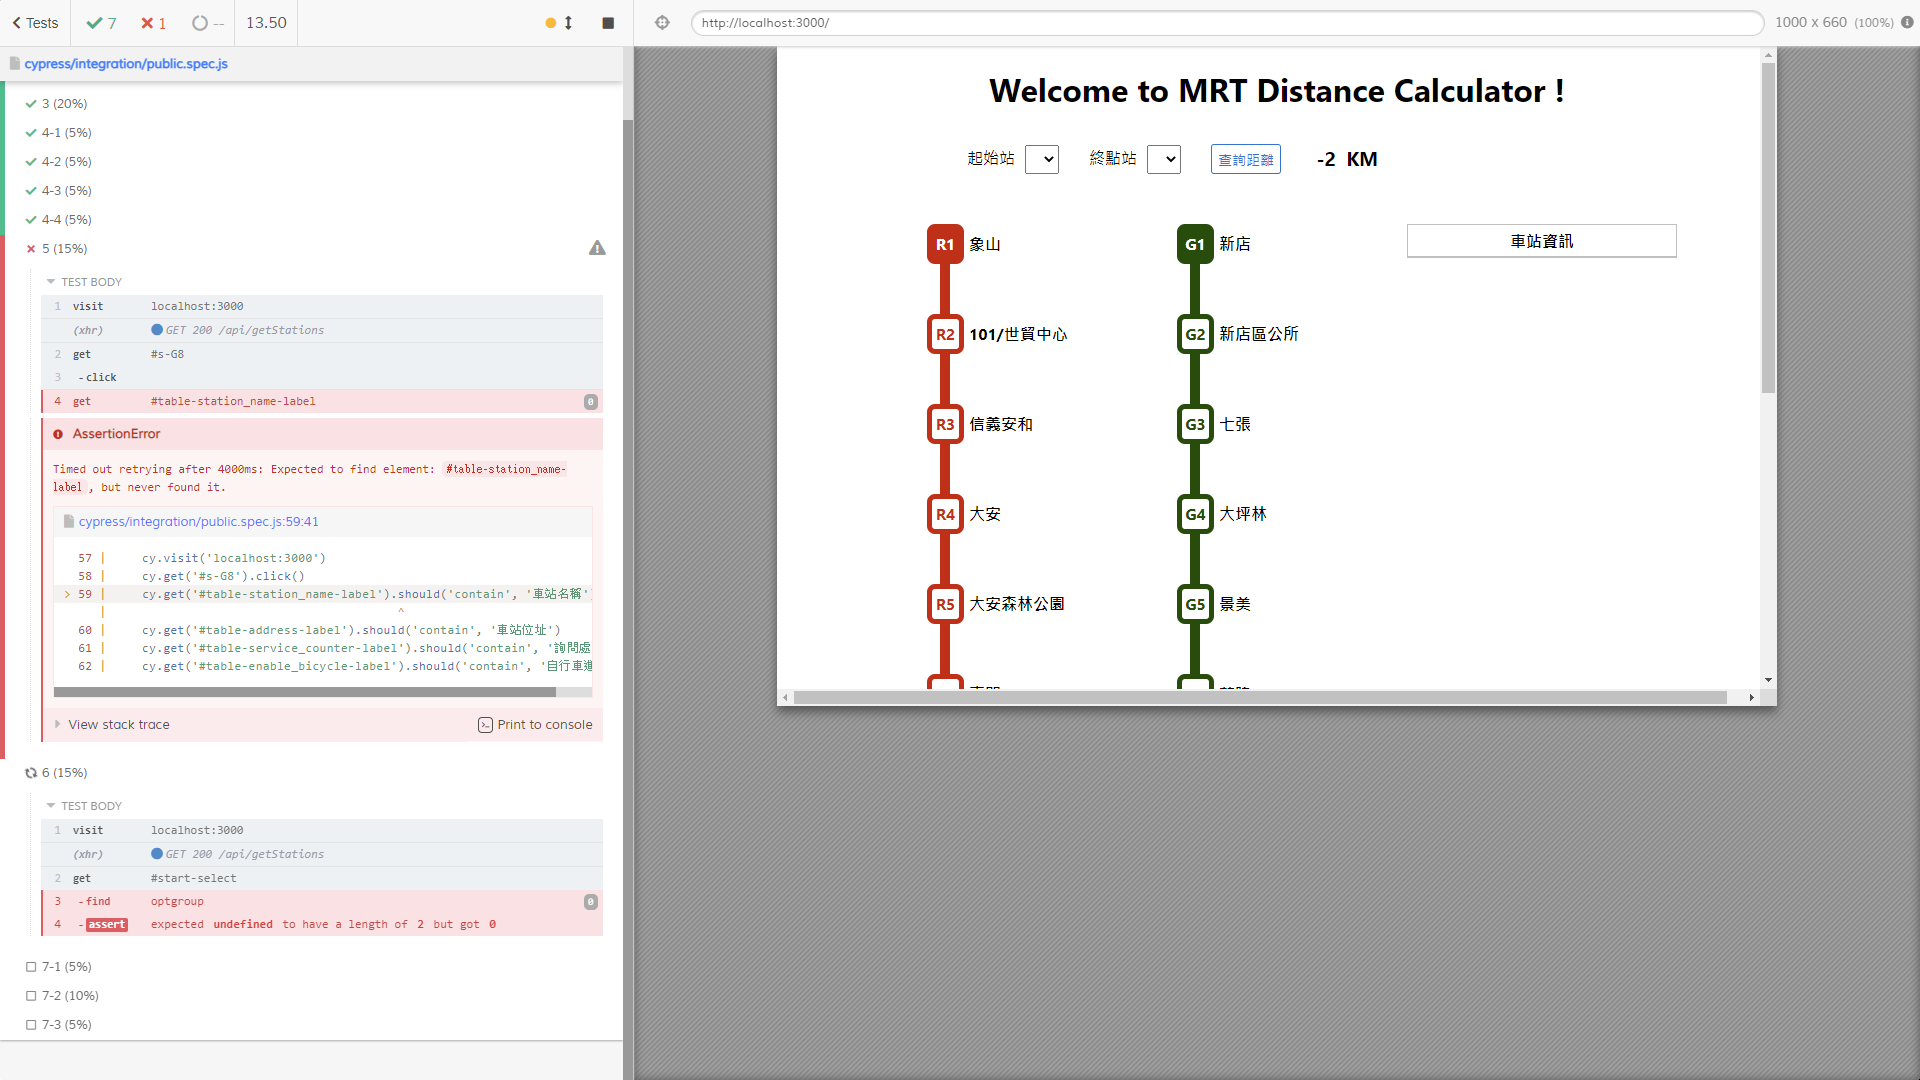 Tests
7
1
--
13.50
cypress/integration/public.spec.js
3 (20%)
4-1 (5%)
4-2 (5%)
4-3 (5%)
4-4 (5%)
5 (15%)
TEST BODY
1 visit localhost:3000
(xhr) GET 200 /api/getStations
2 get #s-G8
3 -click
4 get #table-station_name-label 0
AssertionError
Timed out retrying after 4000ms: Expected to find element: #table-station_name-
label, but never found it.
cypress/integration/public.spec.js:59:41
57 | cy.visit('localhost:3000')
58 | cy.get('#s-G8').click()
> 59 | cy.get('#table-station_name-label').should('contain', '車站名稱'
| ^
60 | cy.get('#table-address-label').should('contain', '車站位址')
61 | cy.get('#table-service_counter-label').should('contain', '詢問處
62 | cy.get('#table-enable_bicycle-label').should('contain', '自行車進
View stack trace
Print to console
6 (15%)
TEST BODY
1 visit localhost:3000
(xhr) GET 200 /api/getStations
2 get #start-select
3 -find optgroup 0
4 -assert expected undefined to have a length of 2 but got 0
7-1 (5%)
7-2 (10%)
7-3 (5%)
http://localhost:3000/
1000 x 660 (100%)
Welcome to MRT Distance Calculator !
起始站
終點站
查詢距離
-2 KM
R1 象山
R2 101/世貿中心
R3 信義安和
R4 大安
R5 大安森林公園
G1 新店
G2 新店區公所
G3 七張
G4 大坪林
G5 景美
車站資訊